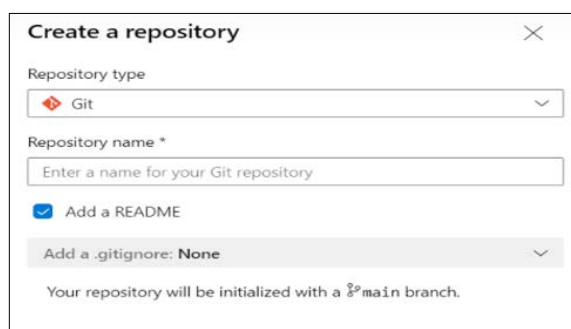 Create a repository
Repository type
Git
Repository name *
Enter a name for your Git repository
Add a README
Add a .gitignore: None
Your repository will be initialized with a main branch.